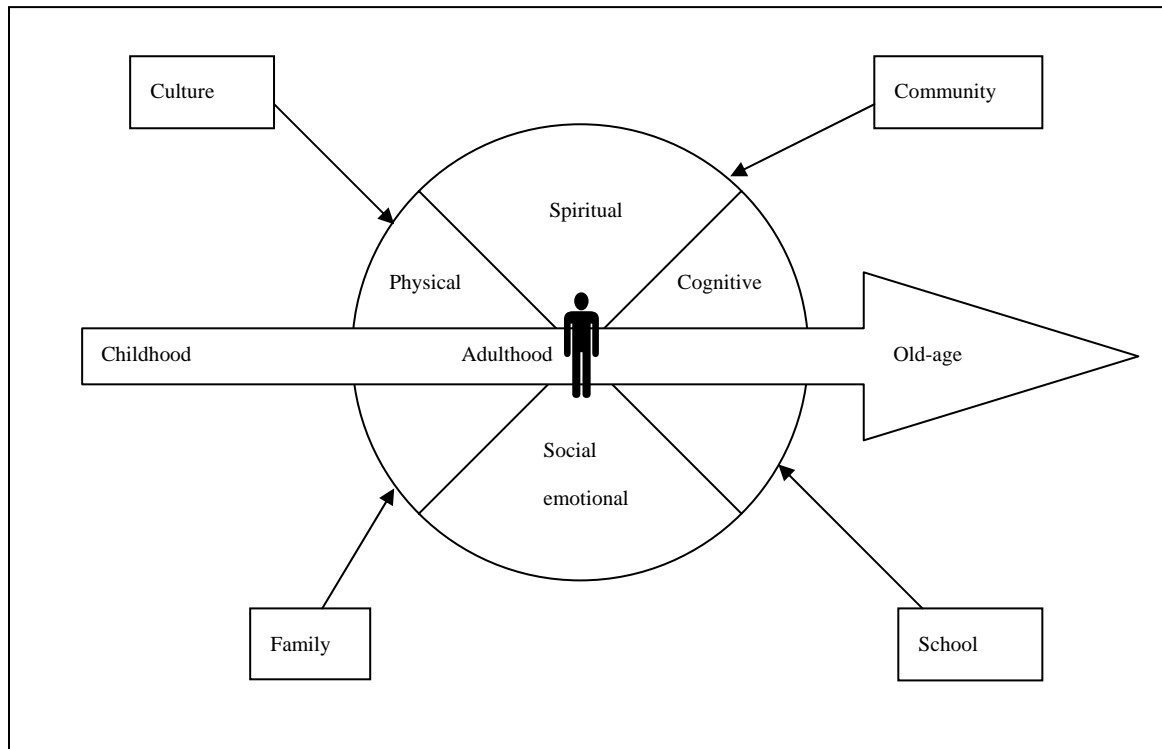 Culture
Community
Spiritual
Physical
Cognitive
Childhood
Adulthood
Old-age
Social
emotional
Family
School